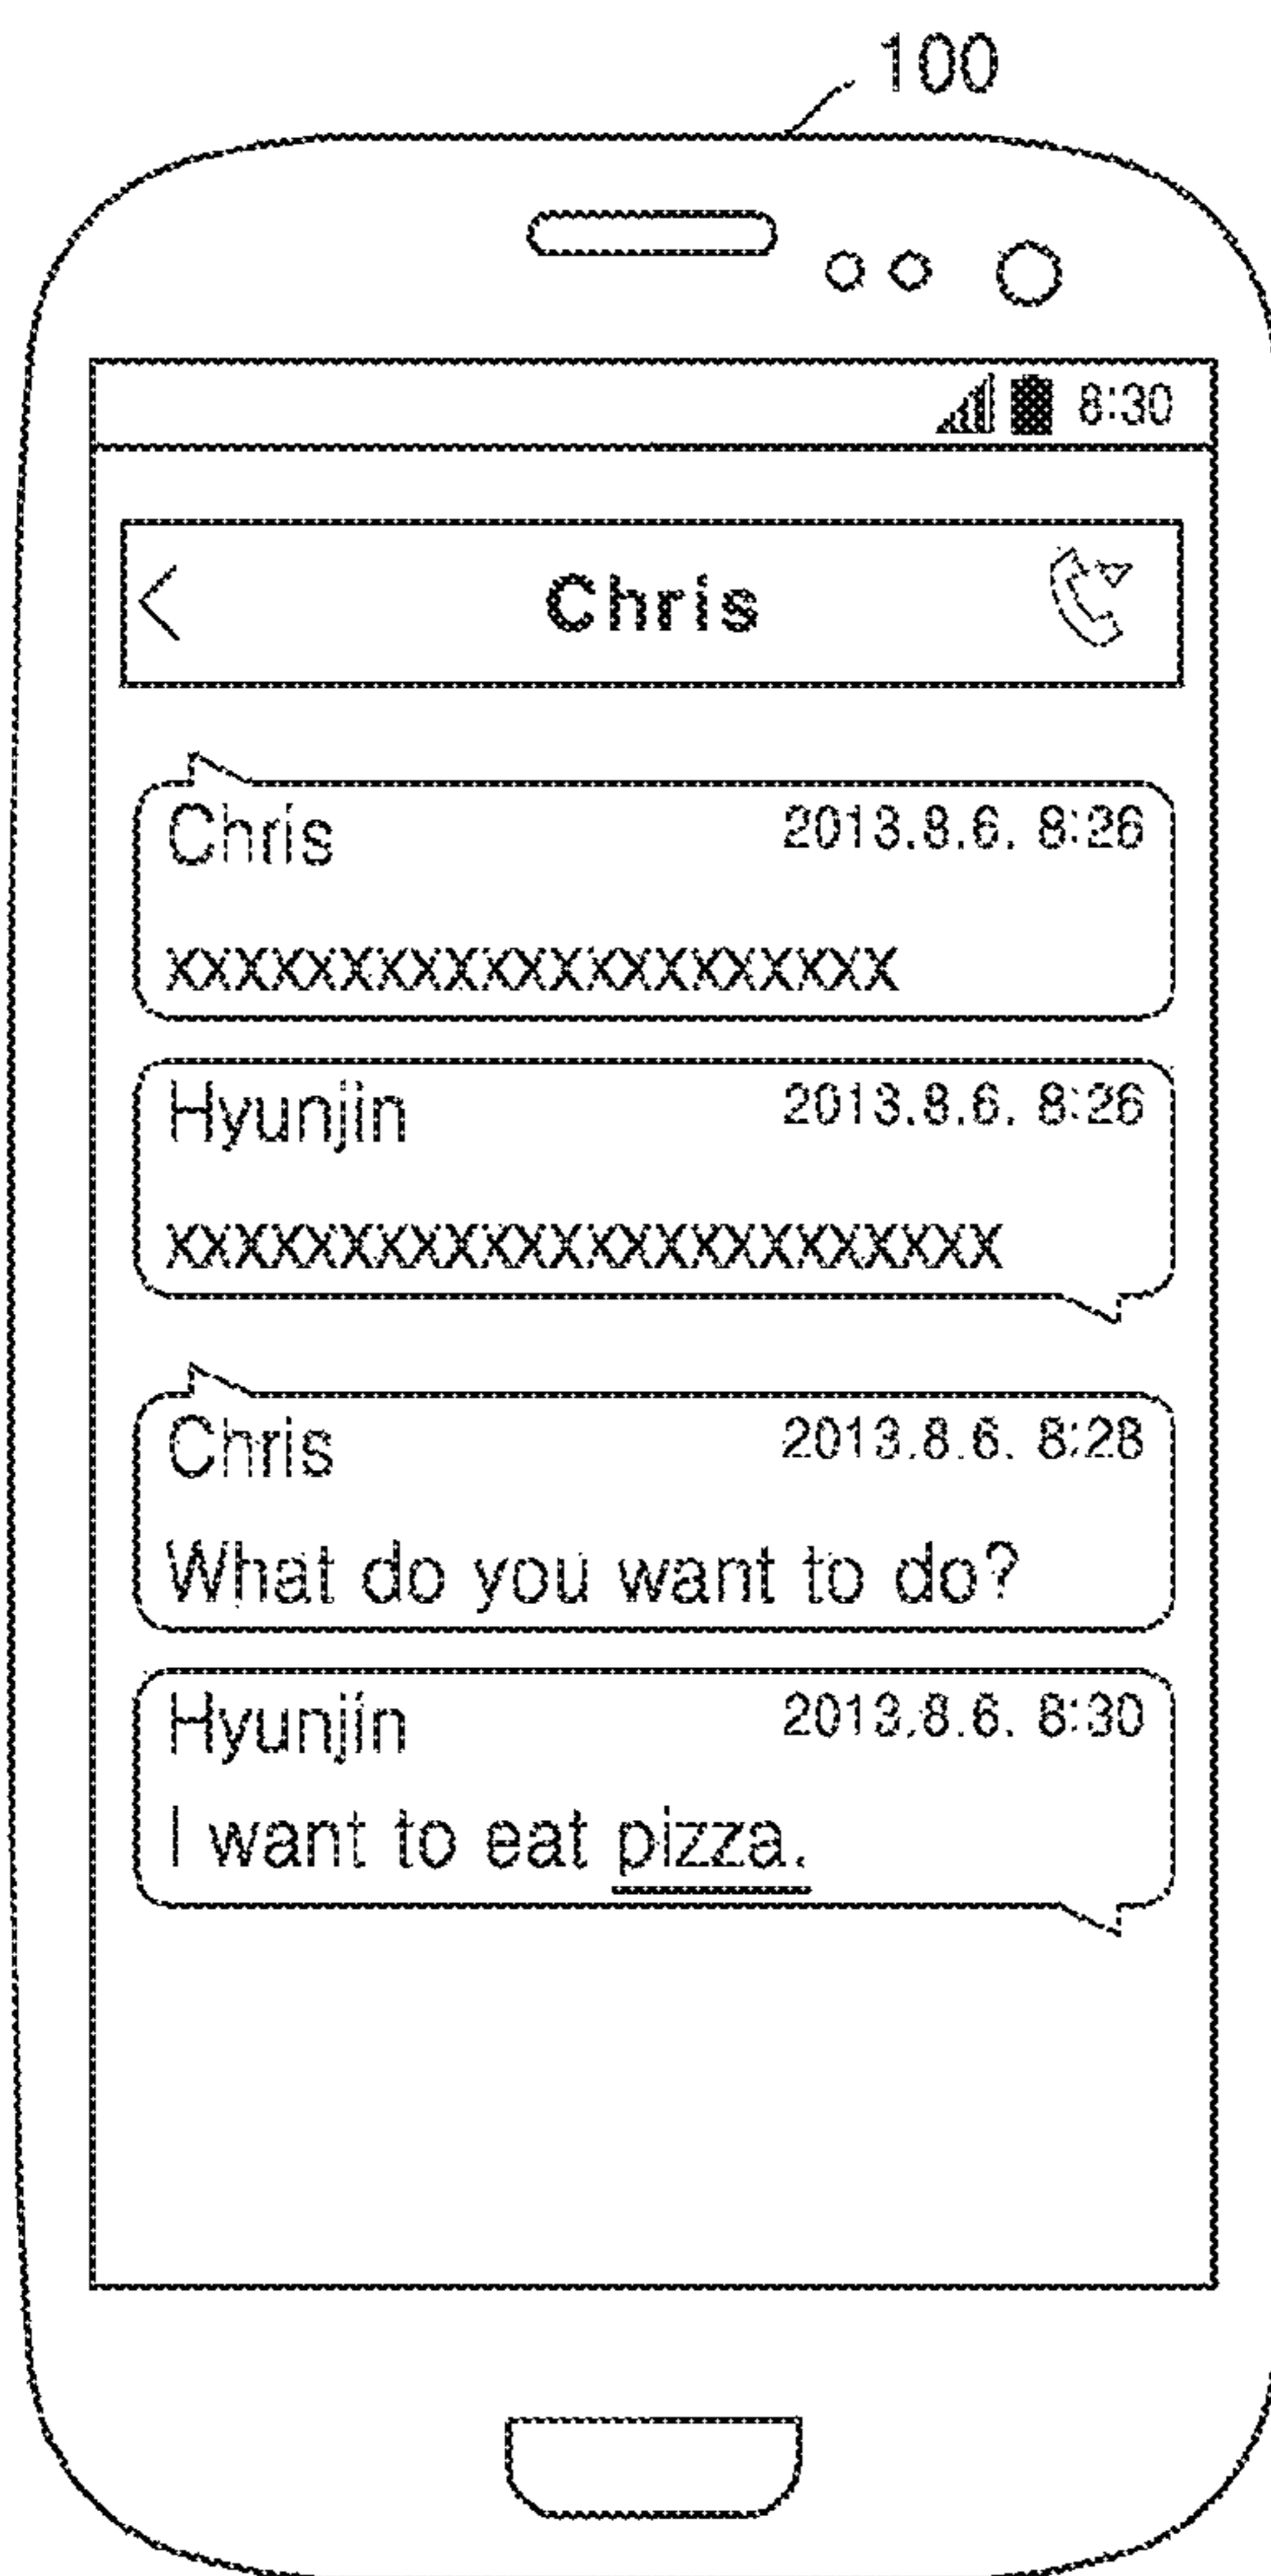 100
8:30
Chris
Chris 2013.8.6. 8:26
xxxxxxxxxxxxxxxxxxxxx
Hyunjin 2013.8.6. 8:26
xxxxxxxxxxxxxxxxxxxxxxxx
Chris 2013.8.6. 8:28
What do you want to do?
Hyunjin 2013.8.6. 8:30
I want to eat pizza.